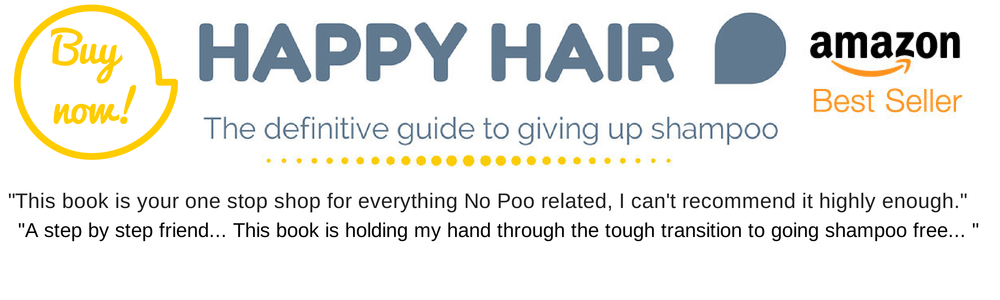 Buy
now!
HAPPY HAIR
The definitive guide to giving up shampoo
amazon
Best Seller
"This book is your one stop shop for everything No Poo related, I can't recommend it highly enough."
"A step by step friend... This book is holding my hand through the tough transition to going shampoo free... "